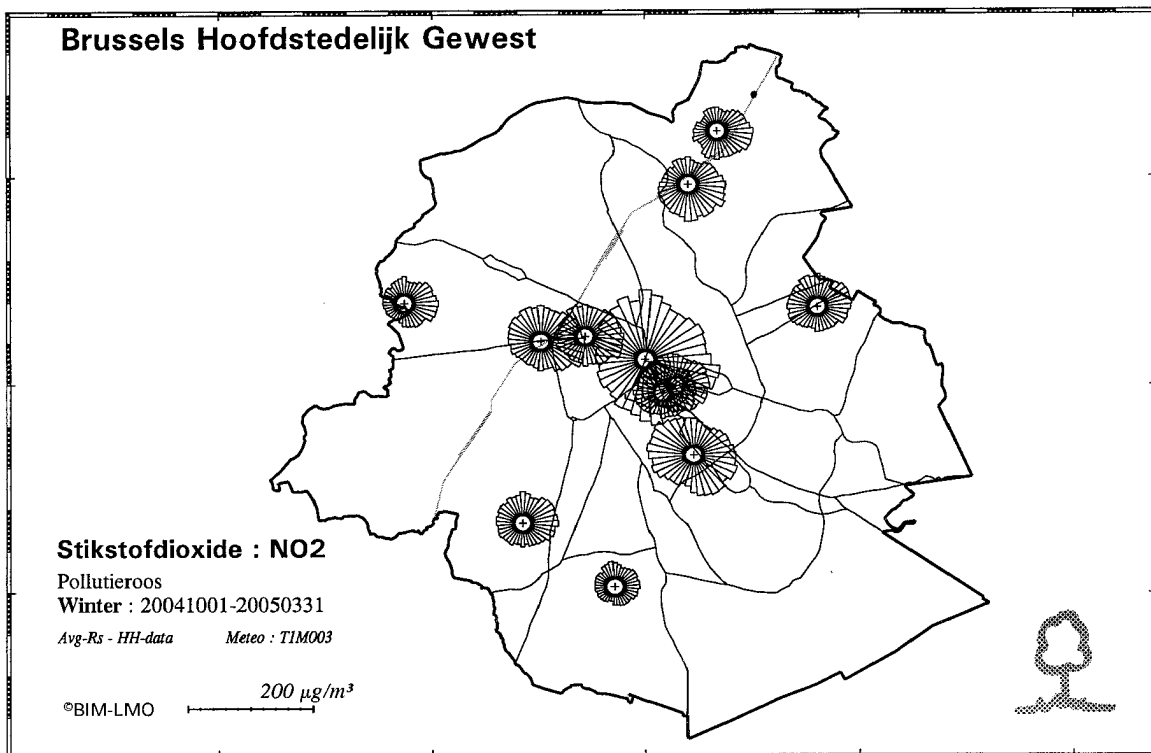 Brussels Hoofdstedelijk Gewest
Stikstofdioxide : NO2
Pollutieroos
Winter : 20041001-20050331
Avg-Rs - HH-data Meteo : T1M003
200 µg/m³
©BIM-LMO